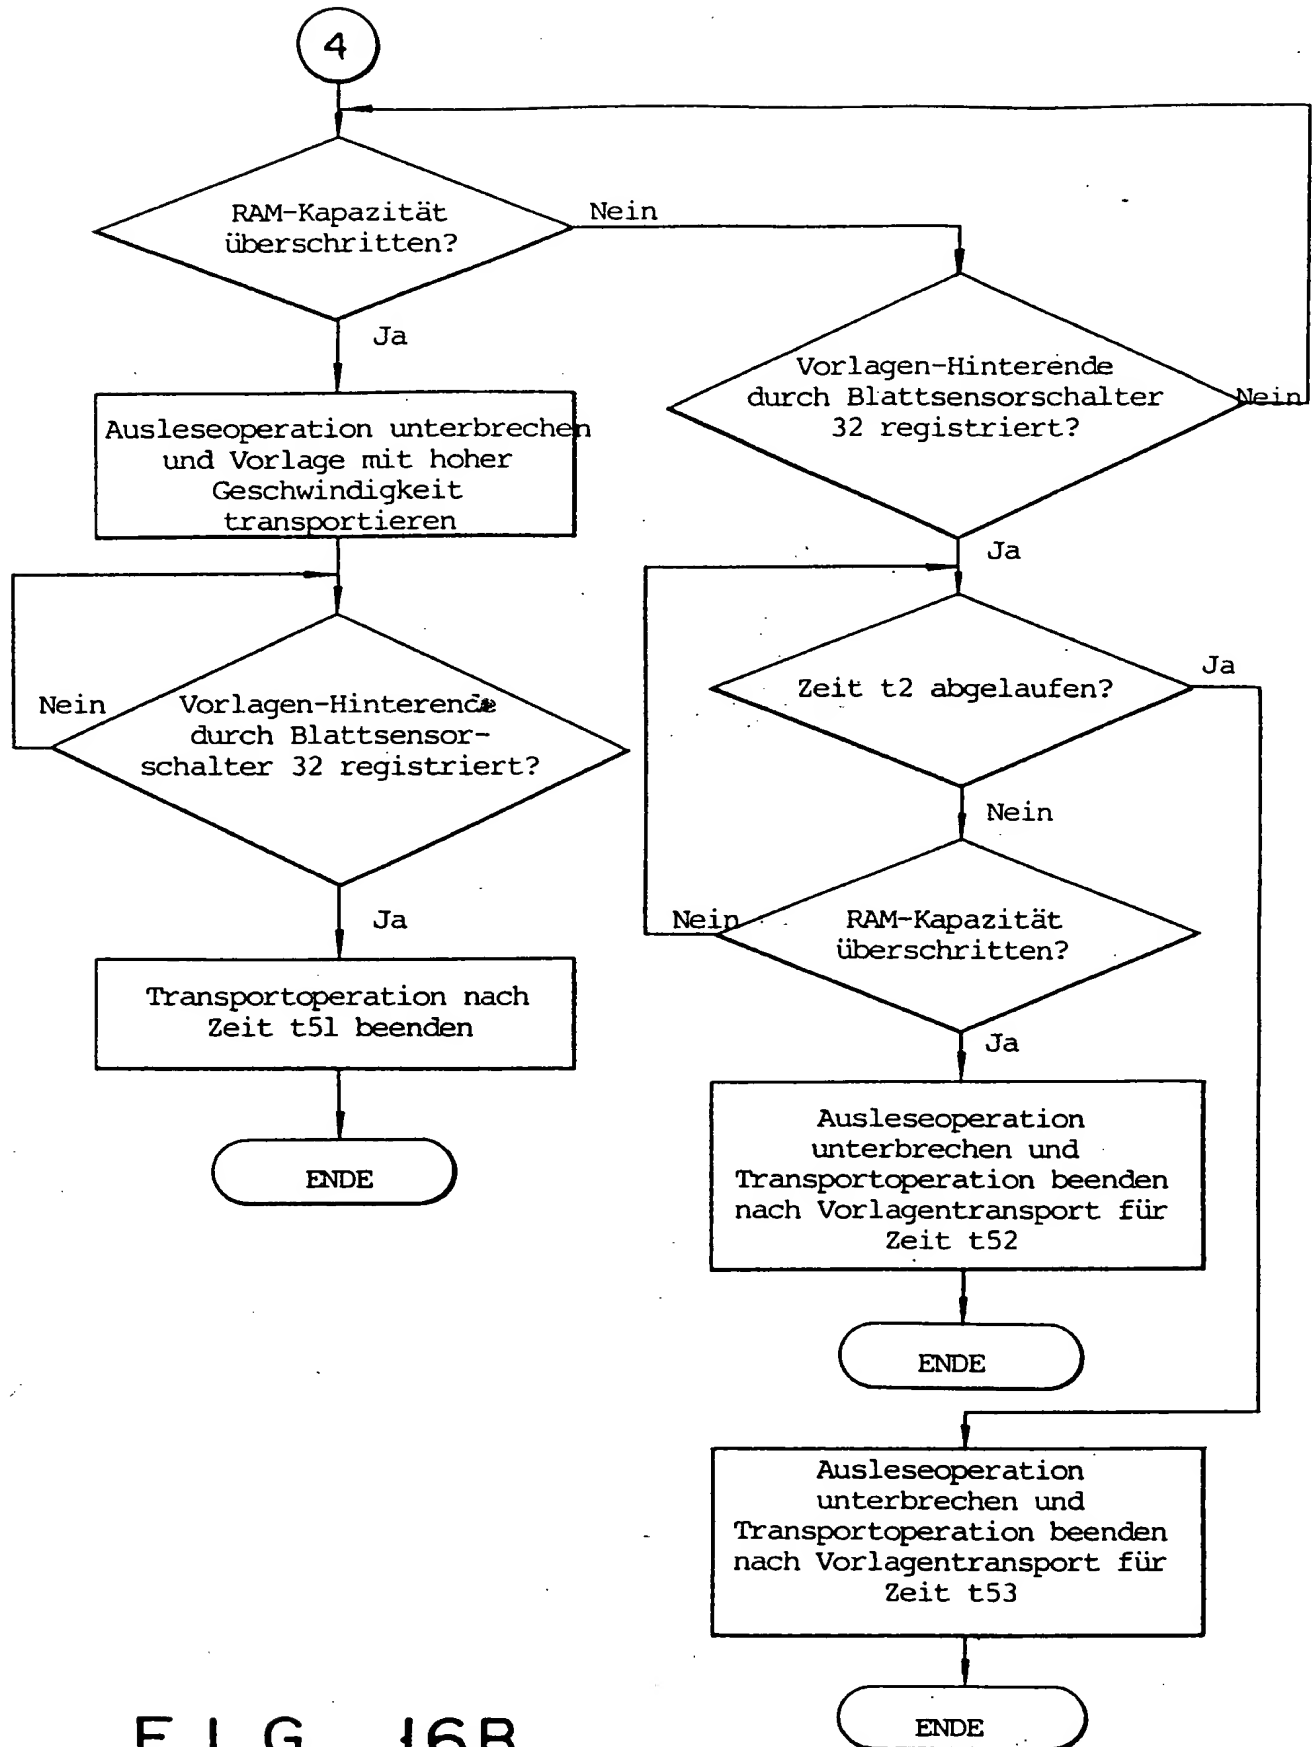 4
RAM-Kapazität
überschritten?
Nein
Ja
Ausleseoperation unterbrechen
und Vorlage mit hoher
Geschwindigkeit
transportieren
Nein
Vorlagen-Hinterende
durch Blattsensor-
schalter 32 registriert?
Ja
Transportoperation nach
Zeit t51 beenden
ENDE
Vorlagen-Hinterende
durch Blattsensorschalter
32 registriert?
Nein
Ja
Zeit t2 abgelaufen?
Ja
Nein
Nein
RAM-Kapazität
überschritten?
Ja
Ausleseoperation
unterbrechen und
Transportoperation beenden
nach Vorlagentransport für
Zeit t52
ENDE
Ausleseoperation
unterbrechen und
Transportoperation beenden
nach Vorlagentransport für
Zeit t53
ENDE
FIG. 16B